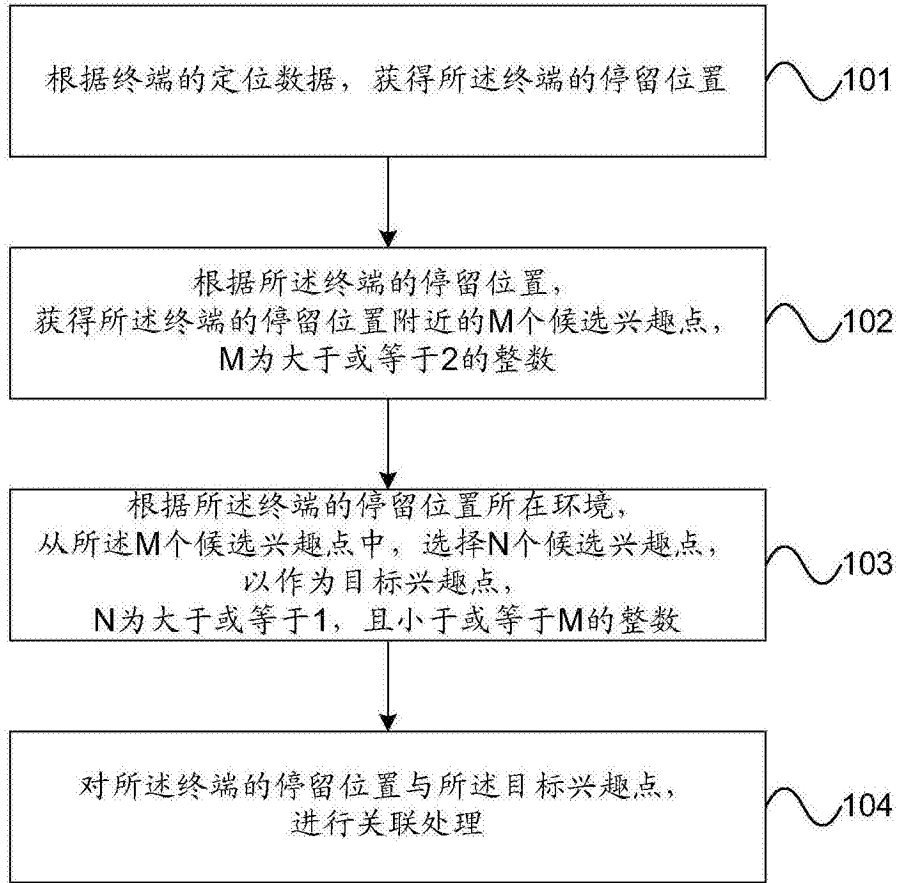 根据终端的定位数据，获得所述终端的停留位置
101
根据所述终端的停留位置，
获得所述终端的停留位置附近的M个候选兴趣点，
M为大于或等于2的整数
102
根据所述终端的停留位置所在环境，
从所述M个候选兴趣点中，选择N个候选兴趣点，
以作为目标兴趣点，
N为大于或等于1，且小于或等于M的整数
103
对所述终端的停留位置与所述目标兴趣点，
进行关联处理
104